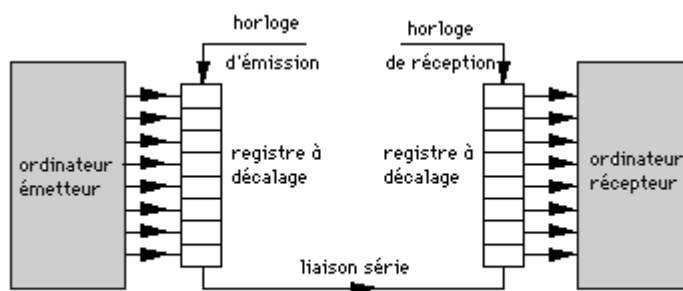 horloge
d'émission
horloge
de réception
ordinateur
émetteur
registre à
décalage
registre à
décalage
ordinateur
récepteur
liaison série